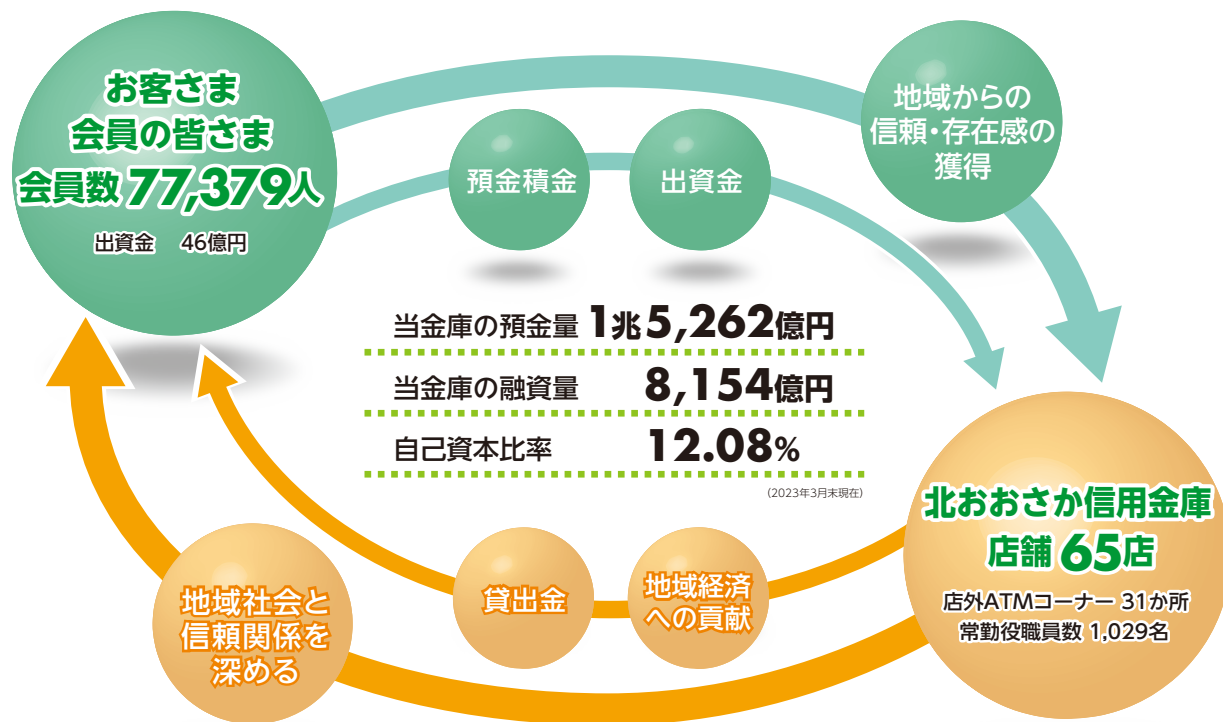 お客さま
会員の皆さま
会員数 77,379人
出資金 46億円
預金積金
出資金
地域からの
信頼・存在感の
獲得
当金庫の預金量 1兆5,262億円
当金庫の融資量 8,154億円
自己資本比率 12.08%
(2023年3月末現在)
北おおさか信用金庫
店舗 65店
店外ATMコーナー 31か所
常勤役職員数 1,029名
地域社会と
信頼関係を
深める
貸出金
地域経済
への貢献